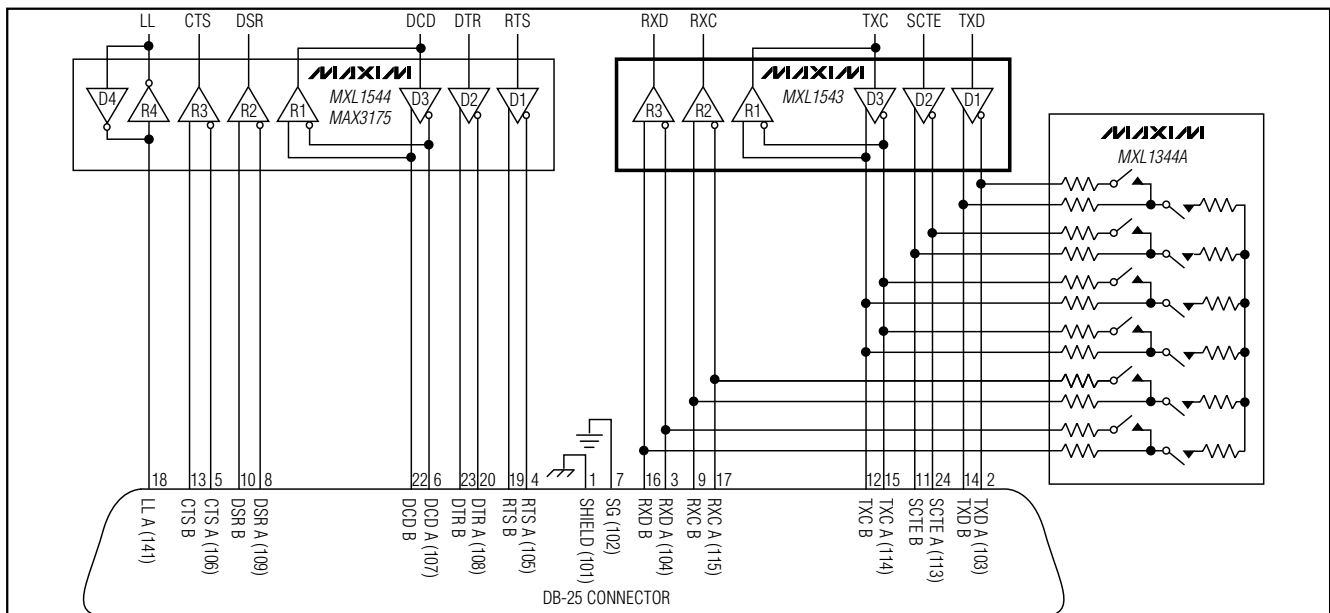 LL CTS DSR DCD DTR RTS RXD RXC TXC SCTE TXD
MAXIM
MXL1544
MAX3175
D4 R4 R3 R2 R1 D3 D2 D1
MAXIM
MXL1543
R3 R2 R1 D3 D2 D1
MAXIM
MXL1344A
18 13 5 10 8 22 6 23 20 19 4 1 7 16 3 9 17 12 15 11 24 14 2
LL A (141)
CTS B
CTS A (106)
DSR B
DSR A (109)
DCD B
DCD A (107)
DTR B
DTR A (108)
RTS B
RTS A (105)
SHIELD (101)
SG (102)
RXD B
RXD A (104)
RXC B
RXC A (115)
TXC B
TXC A (114)
SCTE B
SCTE A (113)
TXD B
TXD A (103)
DB-25 CONNECTOR